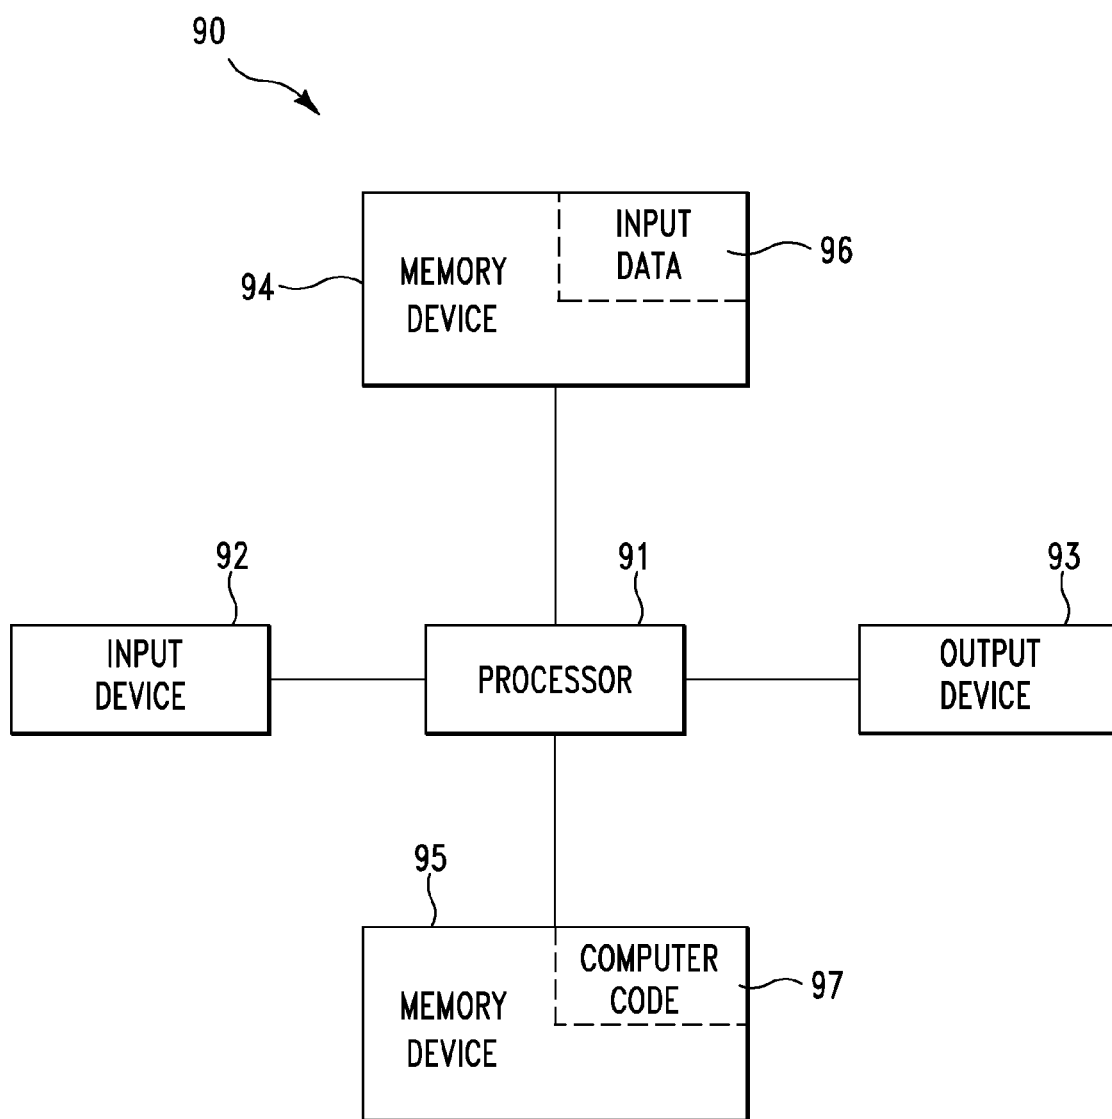 90
INPUT
DATA
96
MEMORY
DEVICE
94
92
91
93
INPUT
DEVICE
PROCESSOR
OUTPUT
DEVICE
95
COMPUTER
CODE
97
MEMORY
DEVICE